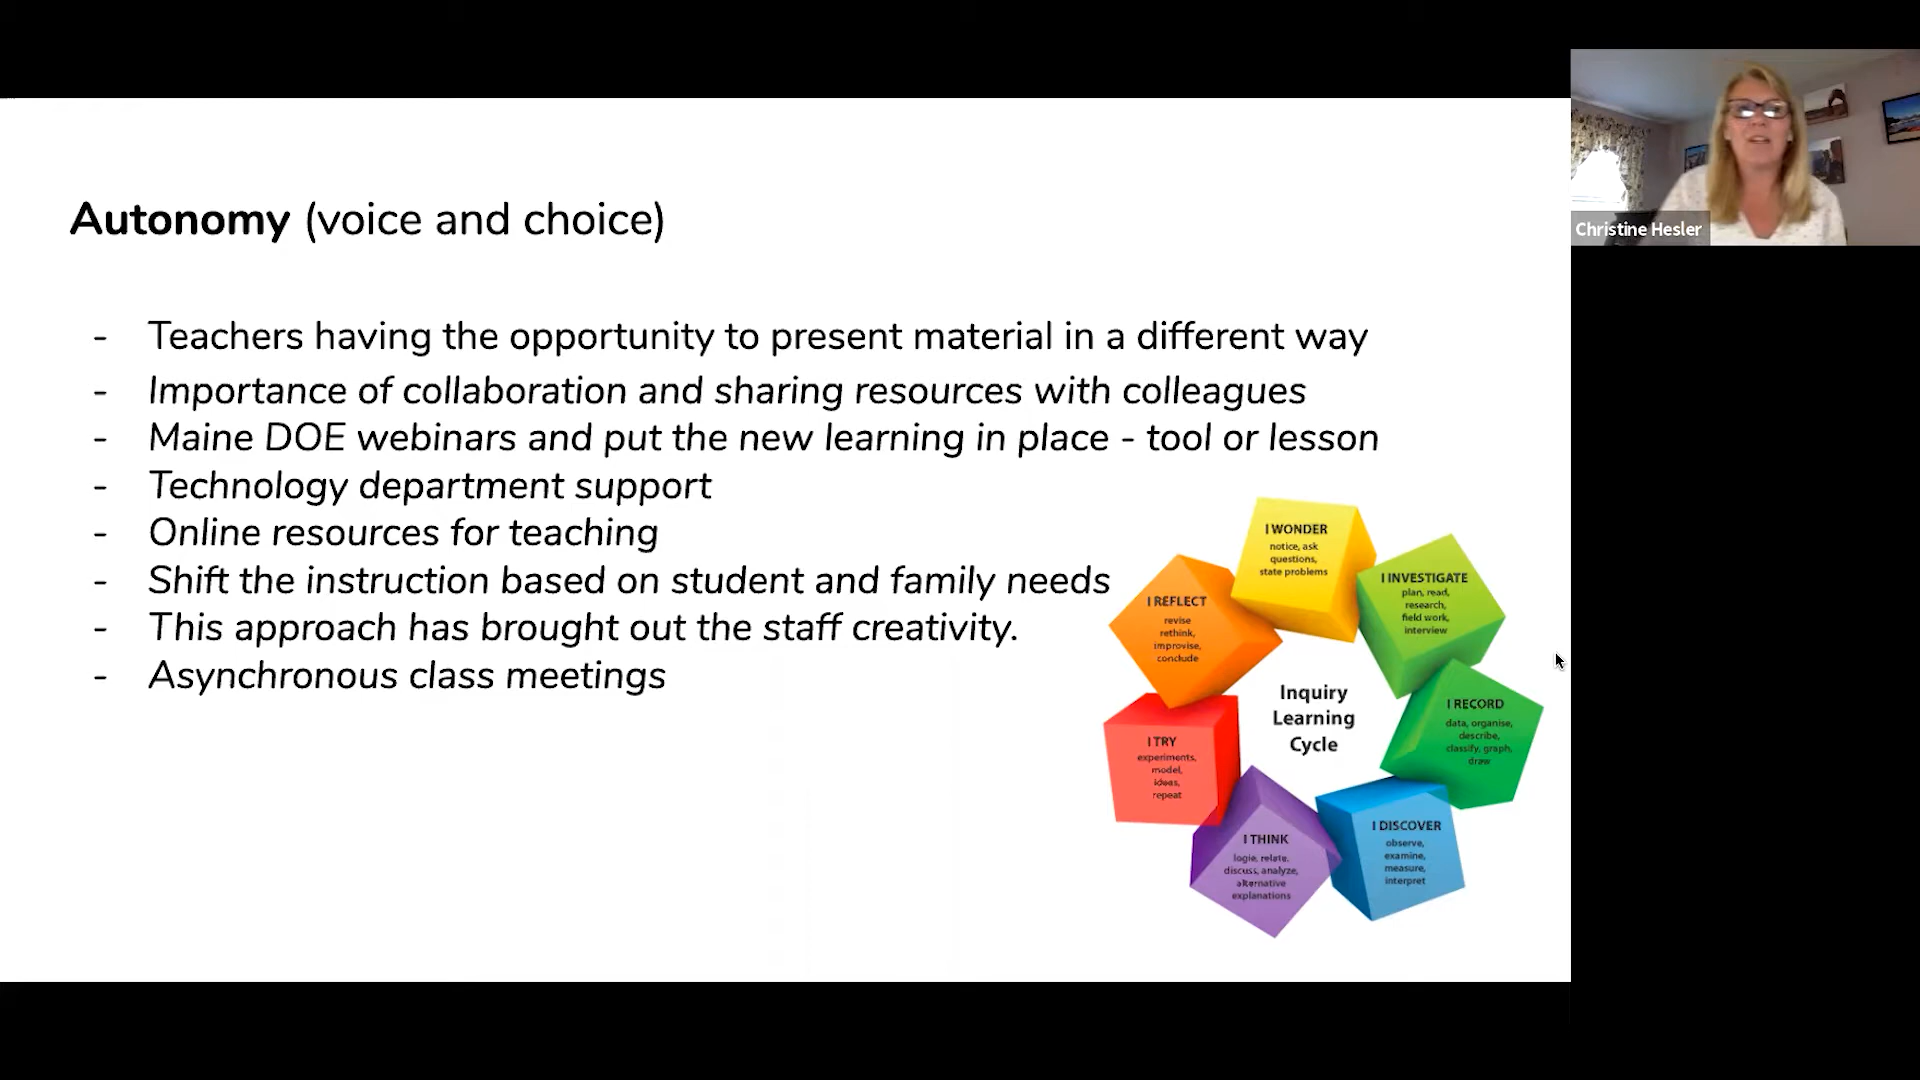 Christine Hesler
Autonomy (voice and choice)
- Teachers having the opportunity to present material in a different way
- Importance of collaboration and sharing resources with colleagues
- Maine DOE webinars and put the new learning in place - tool or lesson
- Technology department support
- Online resources for teaching
- Shift the instruction based on student and family needs
- This approach has brought out the staff creativity.
- Asynchronous class meetings
Inquiry
Learning
Cycle
I WONDER
notice, ask
questions,
state problems
I INVESTIGATE
plan, read,
research,
field work,
interview
I RECORD
data, organise,
describe,
classify, graph,
draw
I DISCOVER
observe,
examine,
measure,
interpret
I THINK
logic, relate,
discuss, analyze,
alternative
explanations
I TRY
experiments,
model,
ideas,
repeat
I REFLECT
revise
rethink,
improvise,
conclude